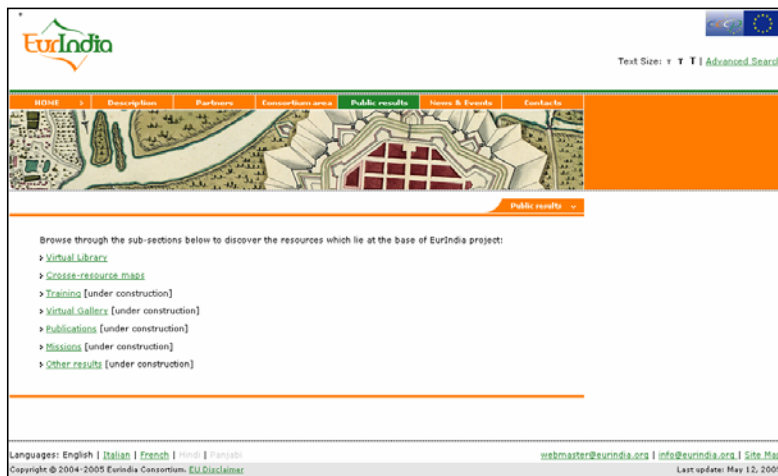 EurIndia
Text Size: T T T | Advanced Search
HOME > Description Partners Consortium area Public results News & Events Contacts
Public results
Browse through the sub-sections below to discover the resources which lie at the base of EurIndia project:
Virtual Library
Crosse-resource maps
Training [under construction]
Virtual Gallery [under construction]
Publications [under construction]
Missions [under construction]
Other results [under construction]
Languages: English | Italian | French | Hindi | Panjabi webmaster@eurindia.org | info@eurindia.org | Site Map
Copyright @ 2004-2005 Eurindia Consortium. EU Disclaimer Last update: May 12, 2005